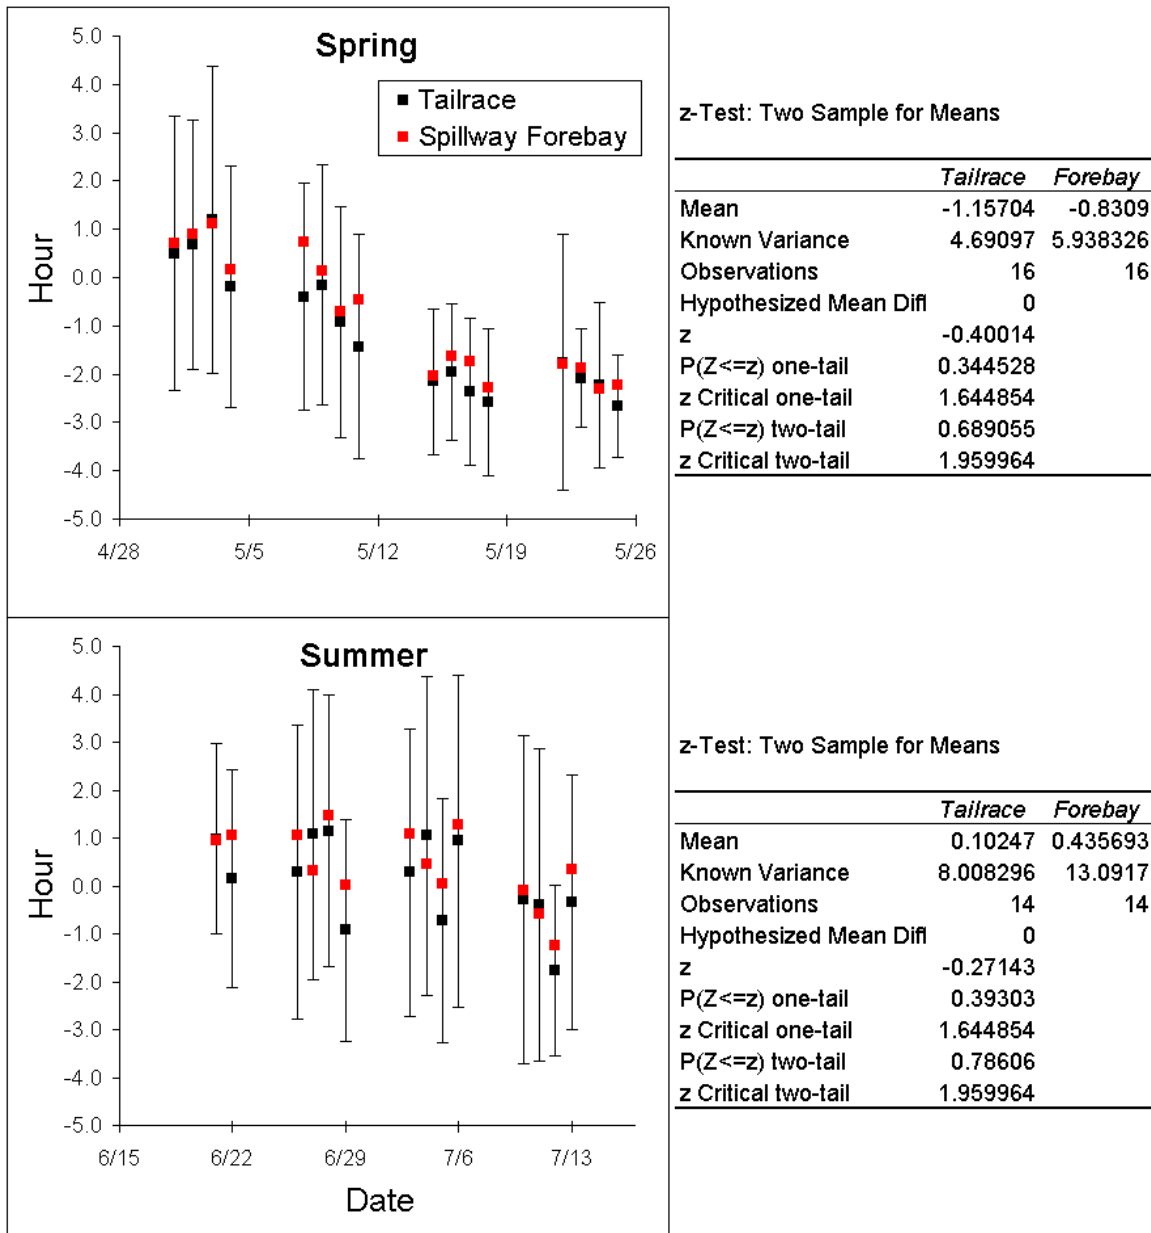 Spring
5.0
4.0
3.0
2.0
1.0
0.0
-1.0
-2.0
-3.0
-4.0
-5.0
Hour
Tailrace
Spillway Forebay
4/28 5/5 5/12 5/19 5/26
z-Test: Two Sample for Means
Tailrace Forebay
Mean -1.15704 -0.8309
Known Variance 4.69097 5.938326
Observations 16 16
Hypothesized Mean Diff 0
z -0.40014
P(Z<=z) one-tail 0.344528
z Critical one-tail 1.644854
P(Z<=z) two-tail 0.689055
z Critical two-tail 1.959964
Summer
5.0
4.0
3.0
2.0
1.0
0.0
-1.0
-2.0
-3.0
-4.0
-5.0
Hour
6/15 6/22 6/29 7/6 7/13
Date
z-Test: Two Sample for Means
Tailrace Forebay
Mean 0.10247 0.435693
Known Variance 8.008296 13.0917
Observations 14 14
Hypothesized Mean Diff 0
z -0.27143
P(Z<=z) one-tail 0.39303
z Critical one-tail 1.644854
P(Z<=z) two-tail 0.78606
z Critical two-tail 1.959964